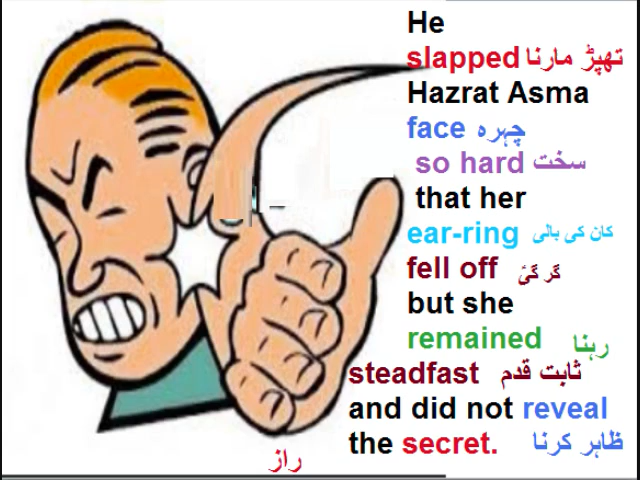 He
slapped تھپڑ مارنا
Hazrat Asma
face چہرہ
so hard سخت
that her
ear-ring کان کی بالی
fell off گر گئ
but she
remained رہنا
steadfast ثابت قدم
and did not reveal
the secret. ظاہر کرنا
راز